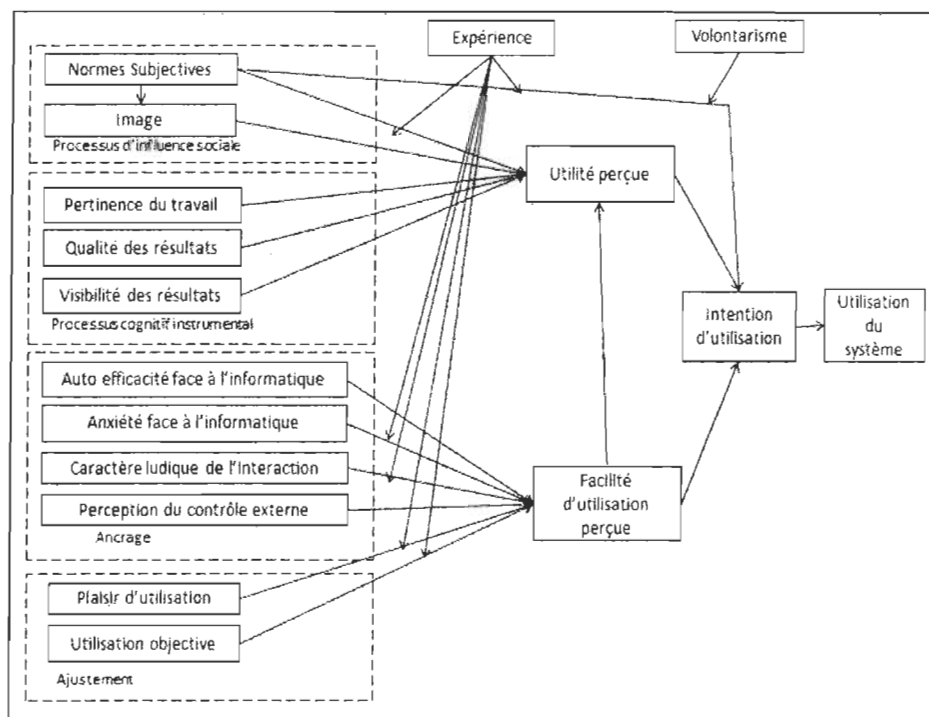 Expérience
Volontarisme
Normes Subjectives
Image
Processus d'influence sociale
Utilité perçue
Pertinence du travail
Qualité des résultats
Visibilité des résultats
Processus cognitif instrumental
Intention
d'utilisation
Utilisation
du
système
Auto efficacité face à l'informatique
Anxiété face à l'informatique
Caractère ludique de l'Interaction
Perception du contrôle externe
Ancrage
Facilité
d'utilisation
perçue
Plaisir d'utilisation
Utilisation objective
Ajustement